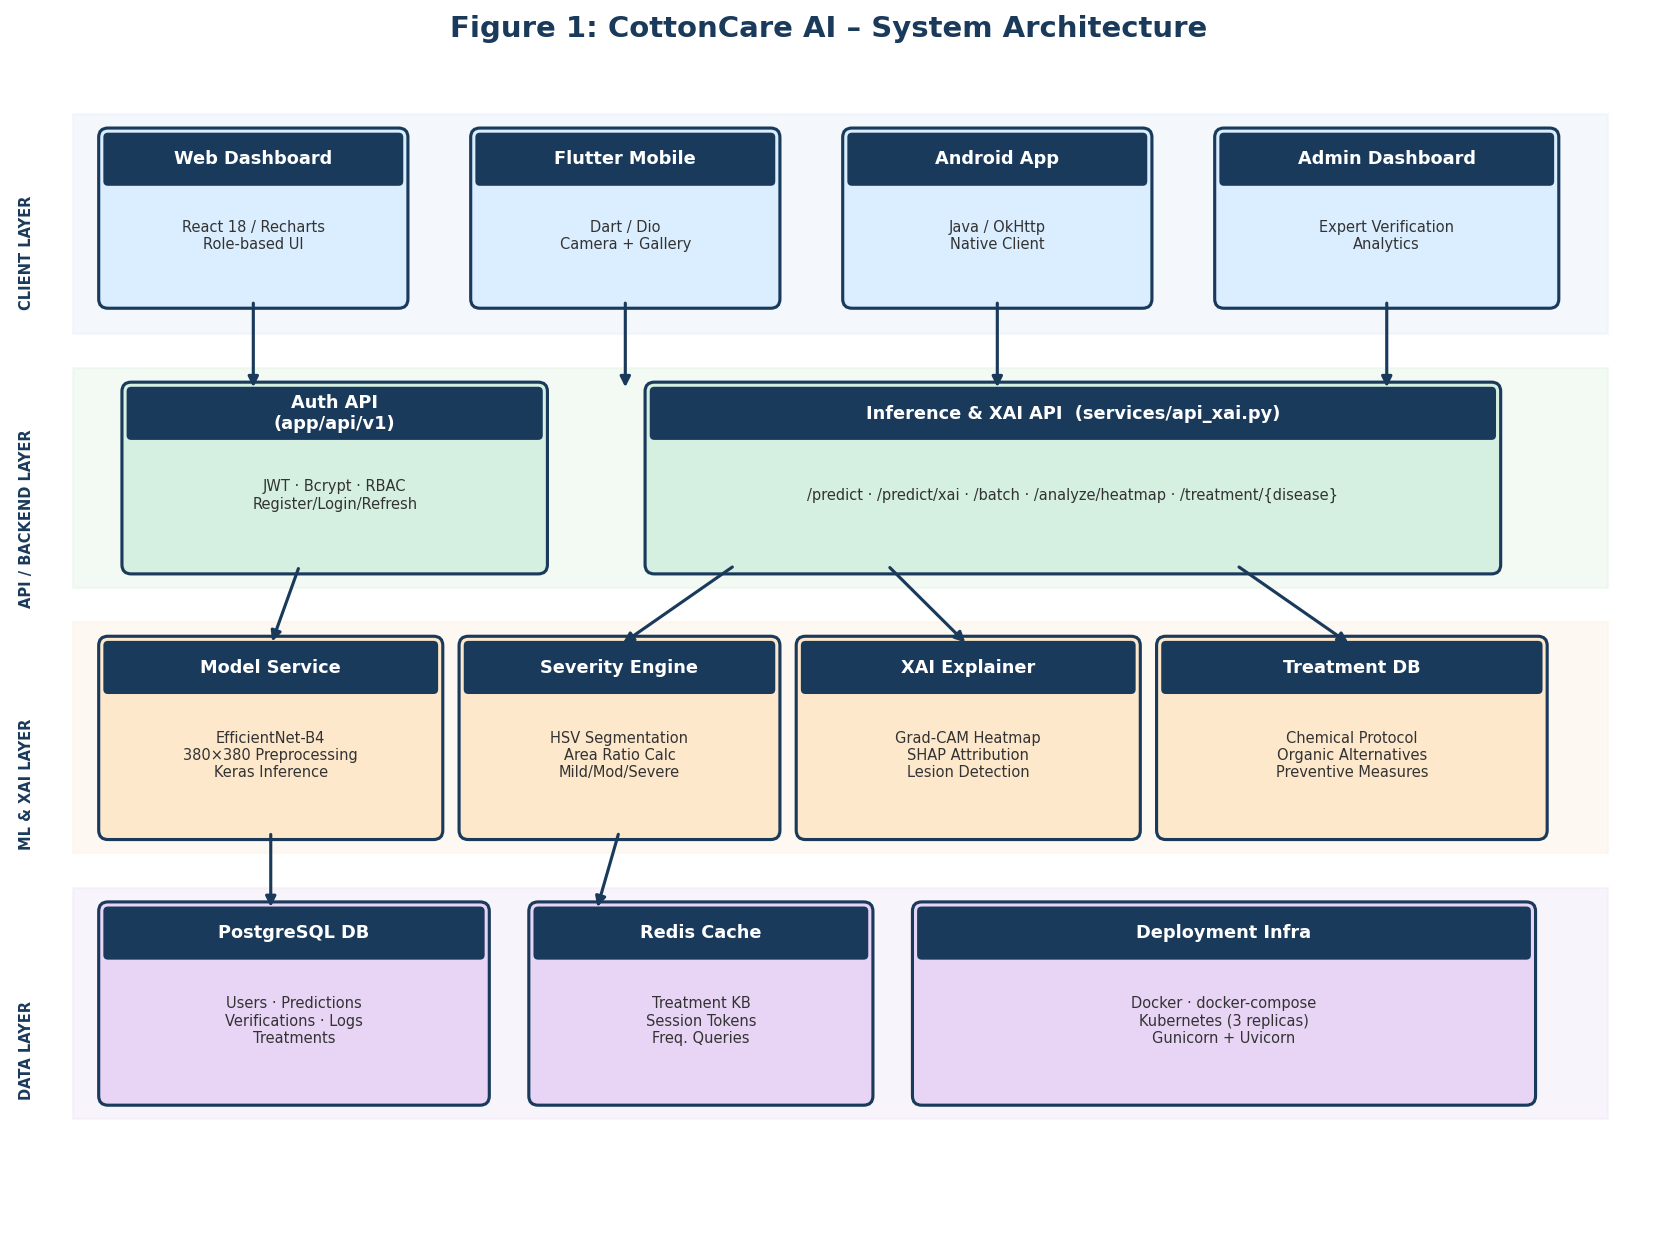 Figure 1: CottonCare AI – System Architecture
CLIENT LAYER
Web Dashboard
React 18 / Recharts
Role-based UI
Flutter Mobile
Dart / Dio
Camera + Gallery
Android App
Java / OkHttp
Native Client
Admin Dashboard
Expert Verification
Analytics
API / BACKEND LAYER
Auth API
(app/api/v1)
JWT · Bcrypt · RBAC
Register/Login/Refresh
Inference & XAI API (services/api_xai.py)
/predict · /predict/xai · /batch · /analyze/heatmap · /treatment/{disease}
ML & XAI LAYER
Model Service
EfficientNet-B4
380×380 Preprocessing
Keras Inference
Severity Engine
HSV Segmentation
Area Ratio Calc
Mild/Mod/Severe
XAI Explainer
Grad-CAM Heatmap
SHAP Attribution
Lesion Detection
Treatment DB
Chemical Protocol
Organic Alternatives
Preventive Measures
DATA LAYER
PostgreSQL DB
Users · Predictions
Verifications · Logs
Treatments
Redis Cache
Treatment KB
Session Tokens
Freq. Queries
Deployment Infra
Docker · docker-compose
Kubernetes (3 replicas)
Gunicorn + Uvicorn